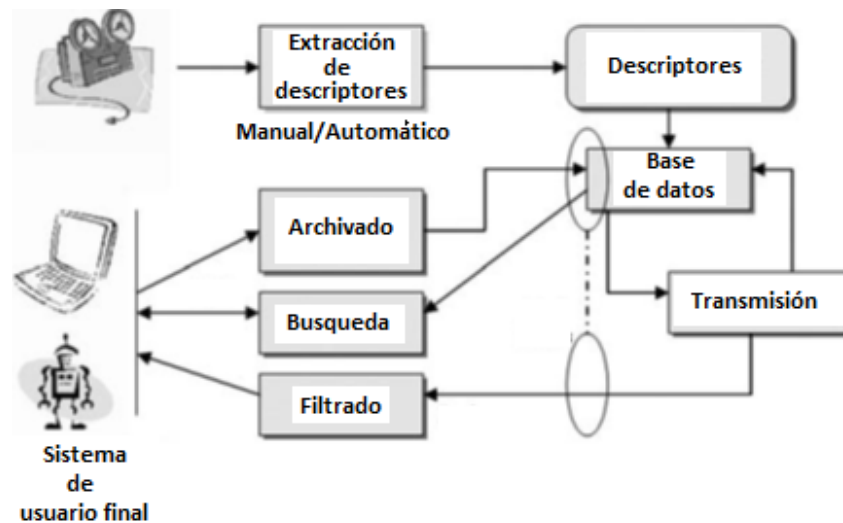 Extracción
de
descriptores
Descriptores
Manual/Automático
Base
de datos
Archivado
Transmisión
Busqueda
Filtrado
Sistema
de
usuario final